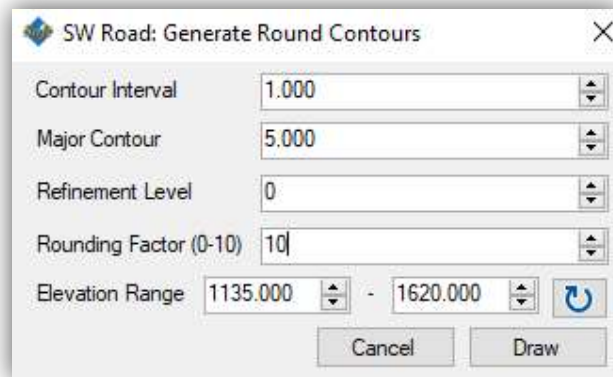 SW Road: Generate Round Contours
Contour Interval 1.000
Major Contour 5.000
Refinement Level 0
Rounding Factor (0-10) 10
Elevation Range 1135.000 - 1620.000
Cancel Draw